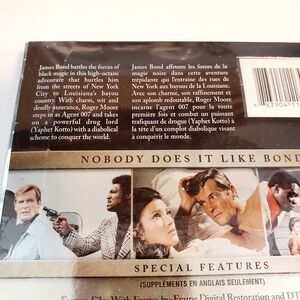 James Bond battles the forces of
black magic in this high-octane
adventure that hurtles him
from the streets of New York
City to Louisiana's bayou
country. With charm, wit and
deadly assurance, Roger Moore
steps in as Agent 007 and takes
on a powerful drug lord
(Yaphet Kotto) with a diabolical
scheme to conquer the world.
James Bond affronte les forces de la
magie noire dans cette aventure
trépidante qui l'entraîne des rues de
New York aux bayous de la Louisiane.
Avec son charme, son raffinement et
son aplomb redoutable, Roger Moore
incarne l'agent 007 pour la toute
première fois et combat un puissant
trafiquant de drogue (Yaphet Kotto) à
la tête d'un complot diabolique visant
à conquérir le monde.
NOBODY DOES IT LIKE BOND
SPECIAL FEATURES
(SUPPLÉMENTS EN ANGLAIS SEULEMENT)
Frame Digital Restoration and DT